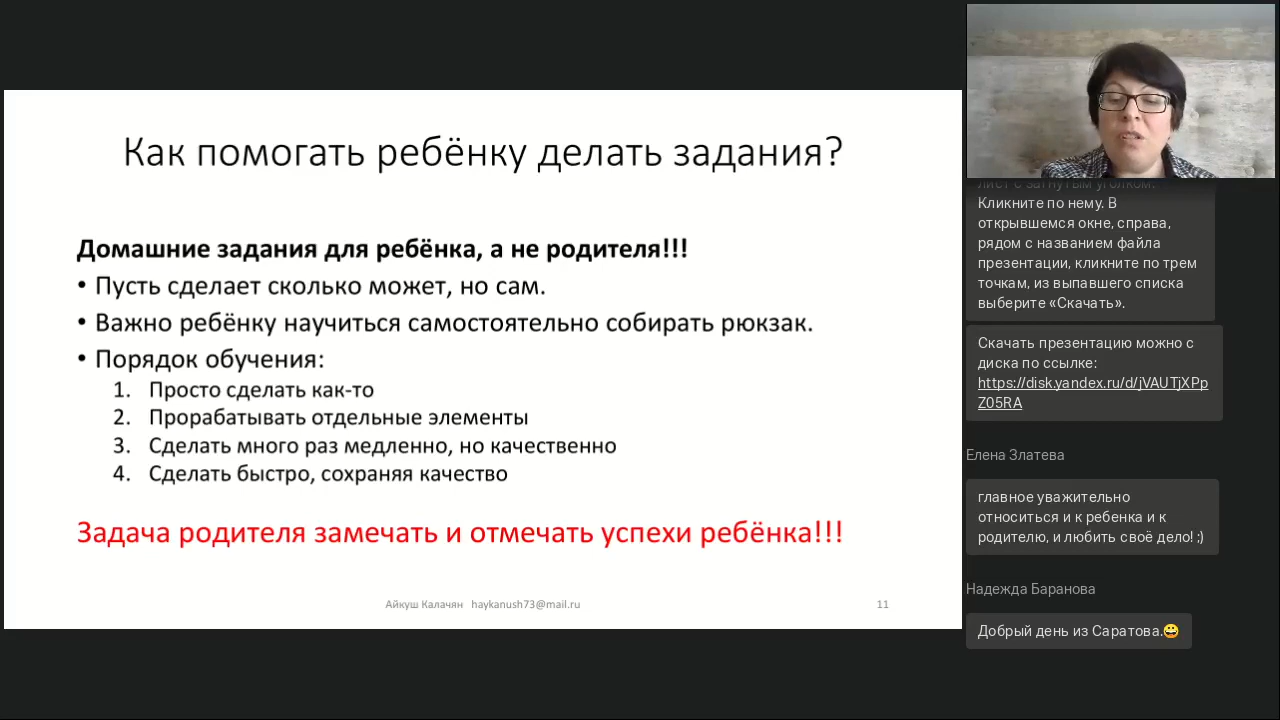 Как помогать ребёнку делать задания?
Домашние задания для ребёнка, а не родителя!!!
• Пусть сделает сколько может, но сам.
• Важно ребёнку научиться самостоятельно собирать рюкзак.
• Порядок обучения:
1. Просто сделать как-то
2. Прорабатывать отдельные элементы
3. Сделать много раз медленно, но качественно
4. Сделать быстро, сохраняя качество
Задача родителя замечать и отмечать успехи ребёнка!!!
Айкуш Калачян haykanush73@mail.ru
11
лист с загнутым уголком.
Кликните по нему. В
открывшемся окне, справа,
рядом с названием файла
презентации, кликните по трем
точкам, из выпавшего списка
выберите «Скачать».
Скачать презентацию можно с
диска по ссылке:
https://disk.yandex.ru/d/jVAUTjXPp
Z05RA
Елена Златева
главное уважительно
относиться и к ребенка и к
родителю, и любить своё дело! ;)
Надежда Баранова
Добрый день из Саратова.😀